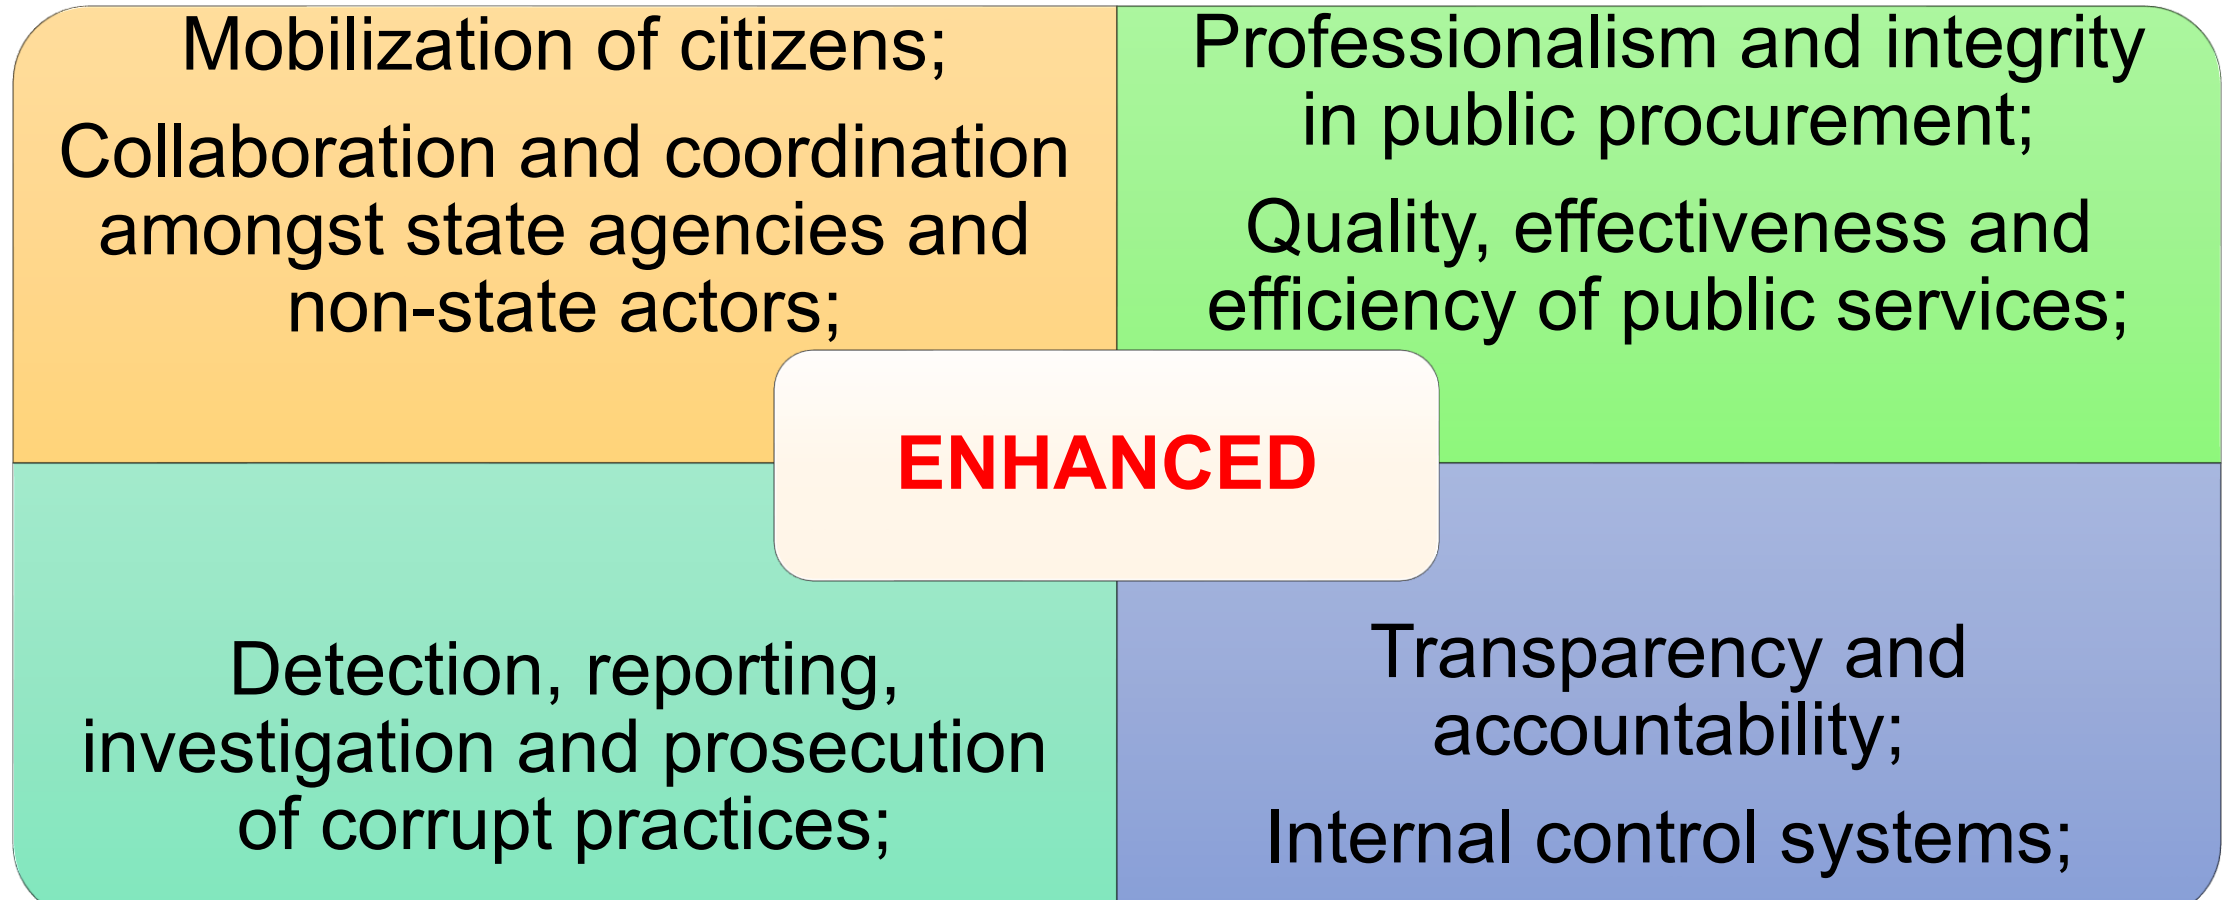 Mobilization of citizens;
Collaboration and coordination
amongst state agencies and
non-state actors;
Professionalism and integrity
in public procurement;
Quality, effectiveness and
efficiency of public services;
ENHANCED
Detection, reporting,
investigation and prosecution
of corrupt practices;
Transparency and
accountability;
Internal control systems;